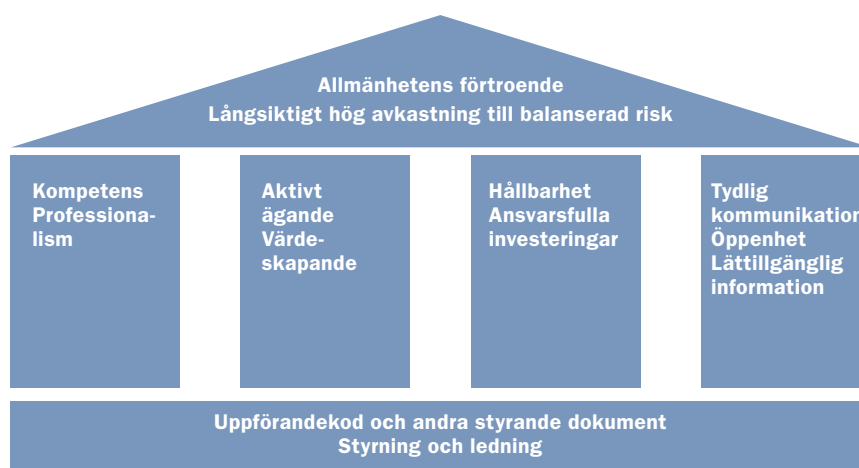 Allmänhetens förtroende
Långsiktigt hög avkastning till balanserad risk
Kompetens
Professiona-
lism
Aktivt
ägande
Värde-
skapande
Hållbarhet
Ansvarsfulla
investeringar
Tydlig
kommunikation
Öppenhet
Lättillgänglig
information
Uppförandekod och andra styrande dokument
Styrning och ledning